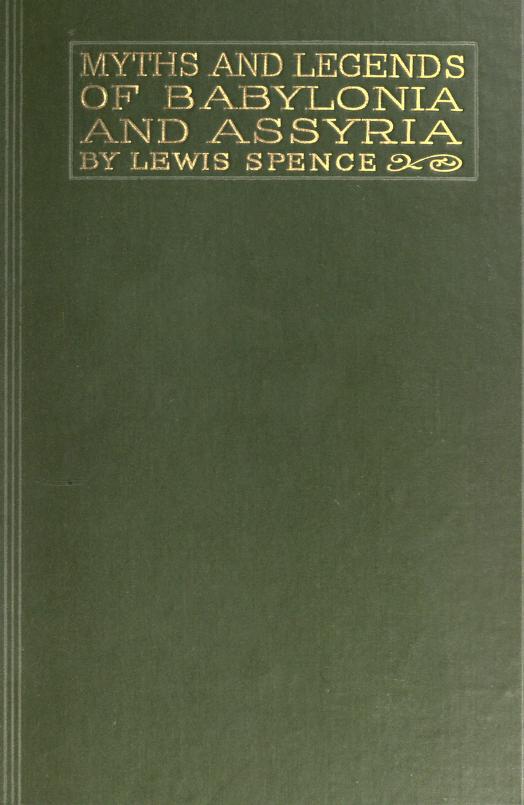 MYTHS AND LEGENDS
OF BABYLONIA
AND ASSYRIA
BY LEWIS SPENCE